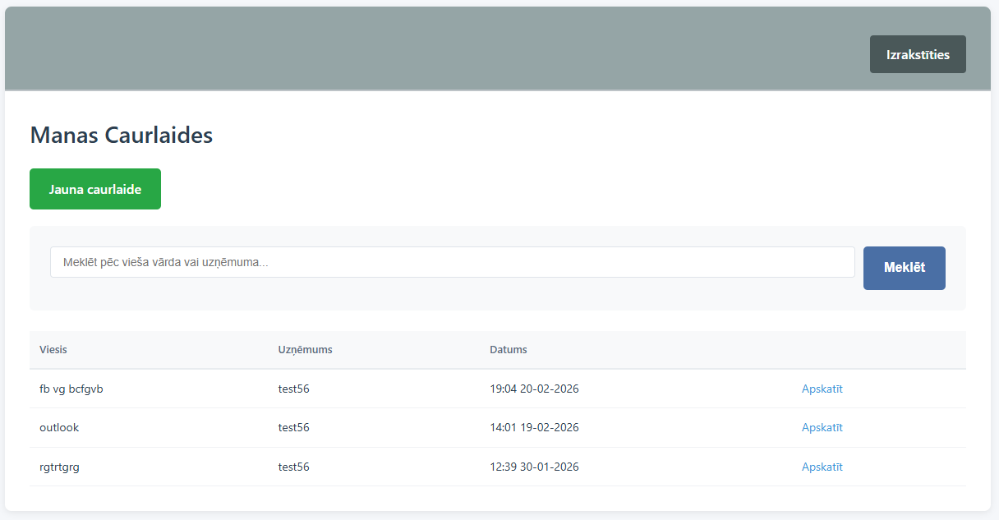 Izrakstīties
Manas Caurlaides
Jauna caurlaide
Meklēt pēc vieša vārda vai uzņēmuma...
Meklēt
Viesis Uzņēmums Datums
fb vg bcfgvb test56 19:04 20-02-2026 Apskatīt
outlook test56 14:01 19-02-2026 Apskatīt
rgtrtgrg test56 12:39 30-01-2026 Apskatīt